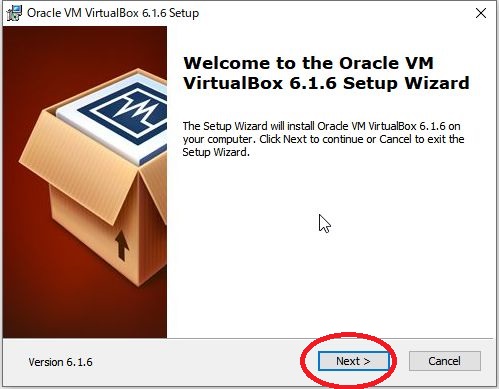 Oracle VM VirtualBox 6.1.6 Setup
Welcome to the Oracle VM
VirtualBox 6.1.6 Setup Wizard
The Setup Wizard will install Oracle VM VirtualBox 6.1.6 on
your computer. Click Next to continue or Cancel to exit the
Setup Wizard.
Version 6.1.6
Next >
Cancel